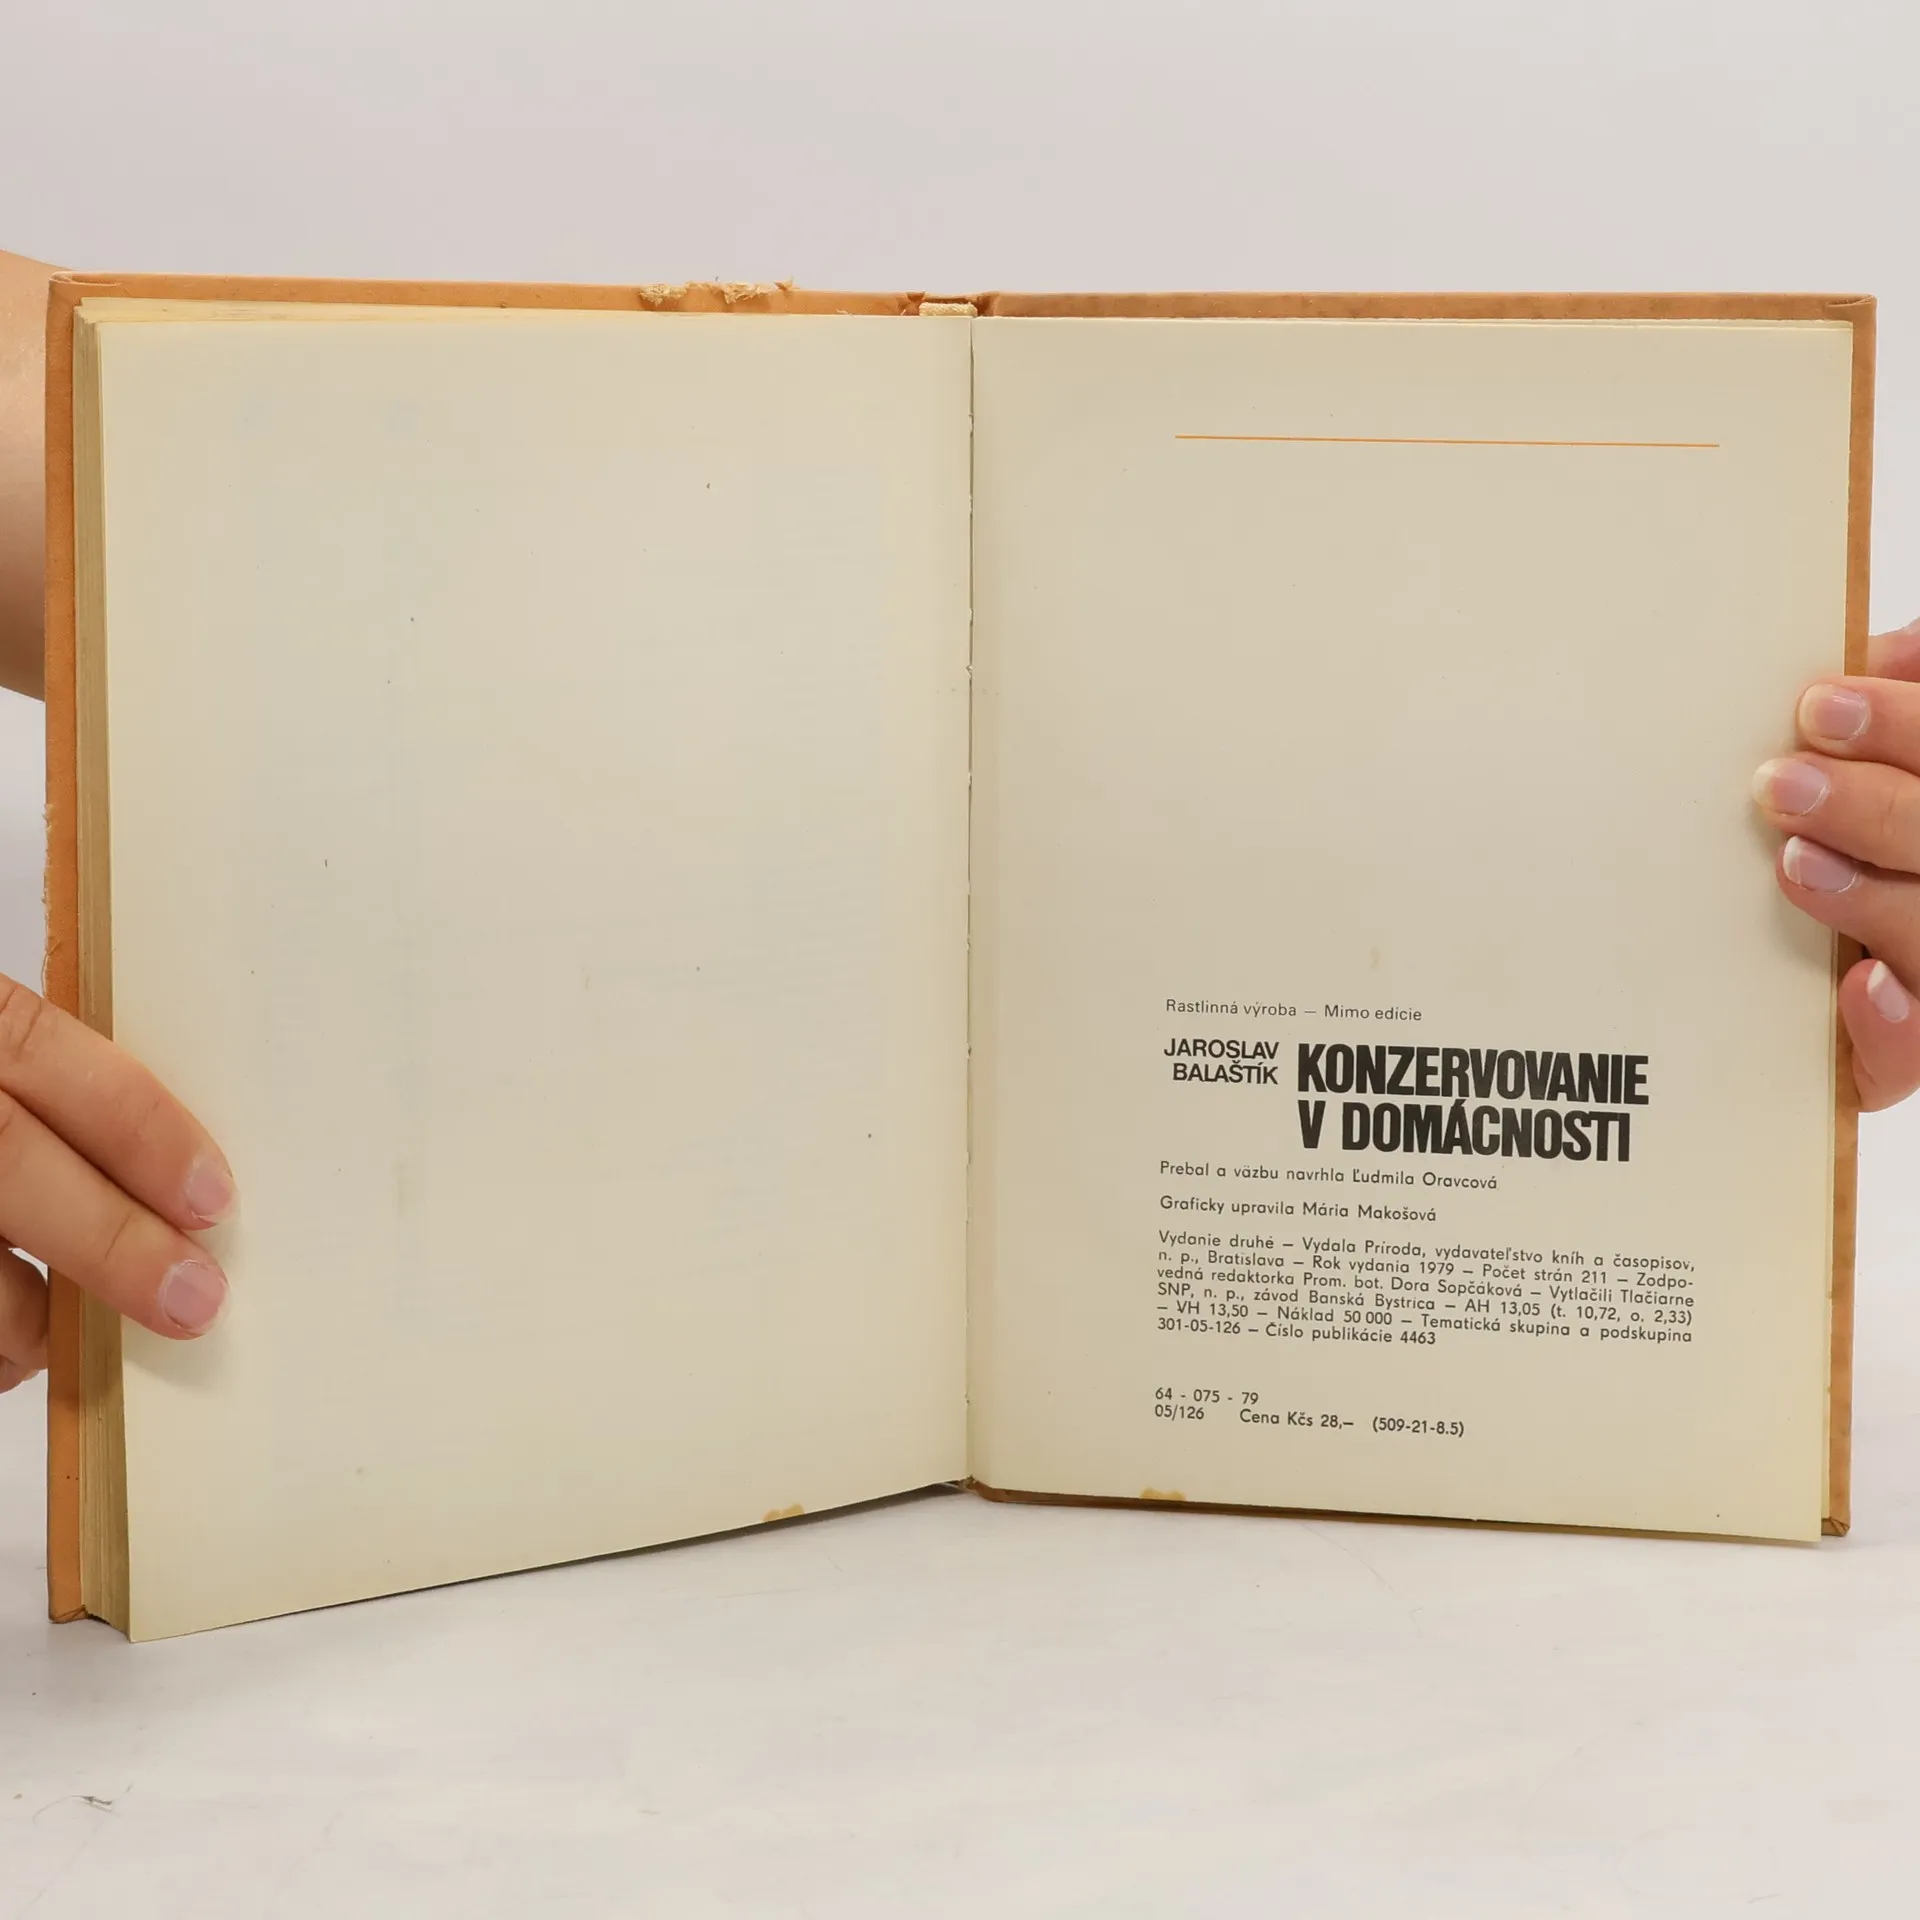 Rastlinná výroba — Mimo edície
JAROSLAV
BALAŠTÍK
KONZERVOVANIE
V DOMÁCNOSTI
Prebal a väzbu navrhla Ľudmila Oravcová
Graficky upravila Mária Makošová
Vydanie druhé — Vydala Príroda, vydavateľstvo kníh a časopisov,
n. p., Bratislava — Rok vydania 1979 — Počet strán 211 — Zodpo-
vedná redaktorka Prom. bot. Dora Sopčáková — Vytlačili Tlačiarne
SNP, n. p., závod Banská Bystrica — AH 13,05 (t. 10,72, o. 2,33)
— VH 13,50 — Náklad 50 000 — Tematická skupina a podskupina
301-05-126 — Číslo publikácie 4463
64 - 075 - 79
05/126 Cena Kčs 28,— (509-21-8.5)